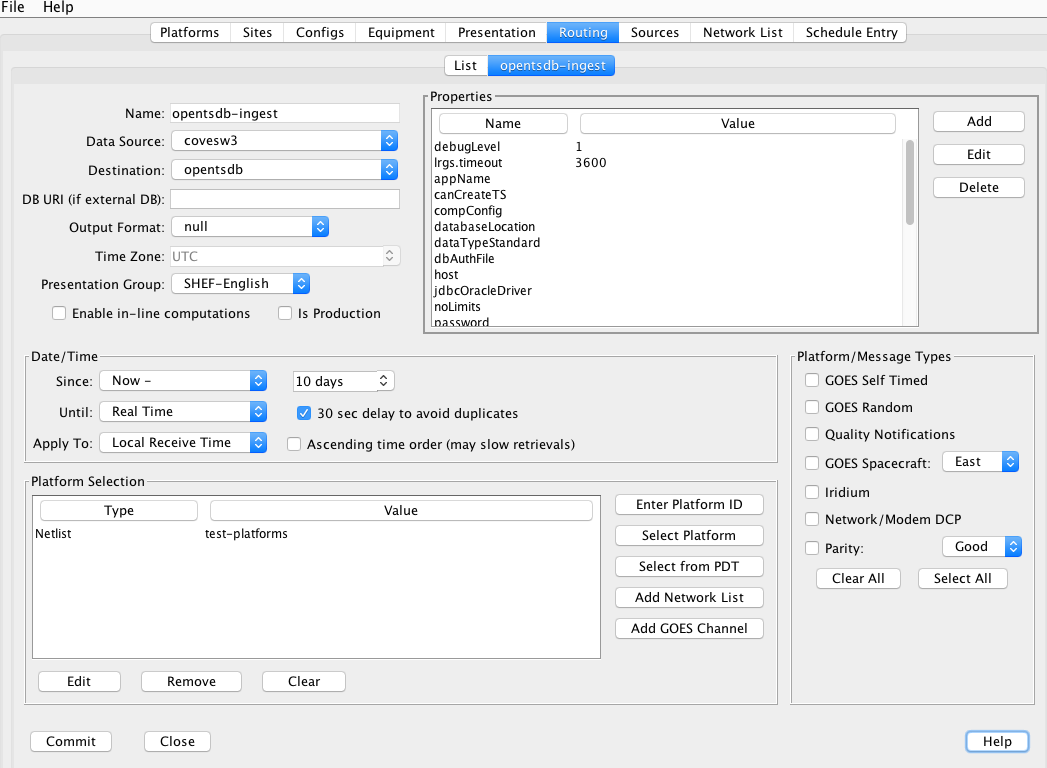 File Help
Platforms Sites Configs Equipment Presentation Routing Sources Network List Schedule Entry
List opentsdb-ingest
Name: opentsdb-ingest
Data Source: covesw3
Destination: opentsdb
DB URI (if external DB):
Output Format: null
Time Zone: UTC
Presentation Group: SHEF-English
Enable in-line computations Is Production
Properties
Name Value
debugLevel 1
lrgs.timeout 3600
appName
canCreateTS
compConfig
databaseLocation
dataTypeStandard
dbAuthFile
host
jdbcOracleDriver
noLimits
password
Add
Edit
Delete
Date/Time
Since: Now - 10 days
Until: Real Time 30 sec delay to avoid duplicates
Apply To: Local Receive Time Ascending time order (may slow retrievals)
Platform Selection
Type Value
Netlist test-platforms
Enter Platform ID
Select Platform
Select from PDT
Add Network List
Add GOES Channel
Edit Remove Clear
Platform/Message Types
GOES Self Timed
GOES Random
Quality Notifications
GOES Spacecraft: East
Iridium
Network/Modem DCP
Parity: Good
Clear All Select All
Commit Close Help